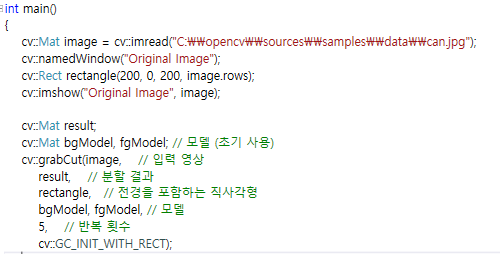 int main()
{
cv::Mat image = cv::imread("C:₩₩opencv₩₩sources₩₩samples₩₩data₩₩can.jpg");
cv::namedWindow("Original Image");
cv::Rect rectangle(200, 0, 200, image.rows);
cv::imshow("Original Image", image);
cv::Mat result;
cv::Mat bgModel, fgModel; // 모델 (초기 사용)
cv::grabCut(image, // 입력 영상
result, // 분할 결과
rectangle, // 전경을 포함하는 직사각형
bgModel, fgModel, // 모델
5, // 반복 횟수
cv::GC_INIT_WITH_RECT);